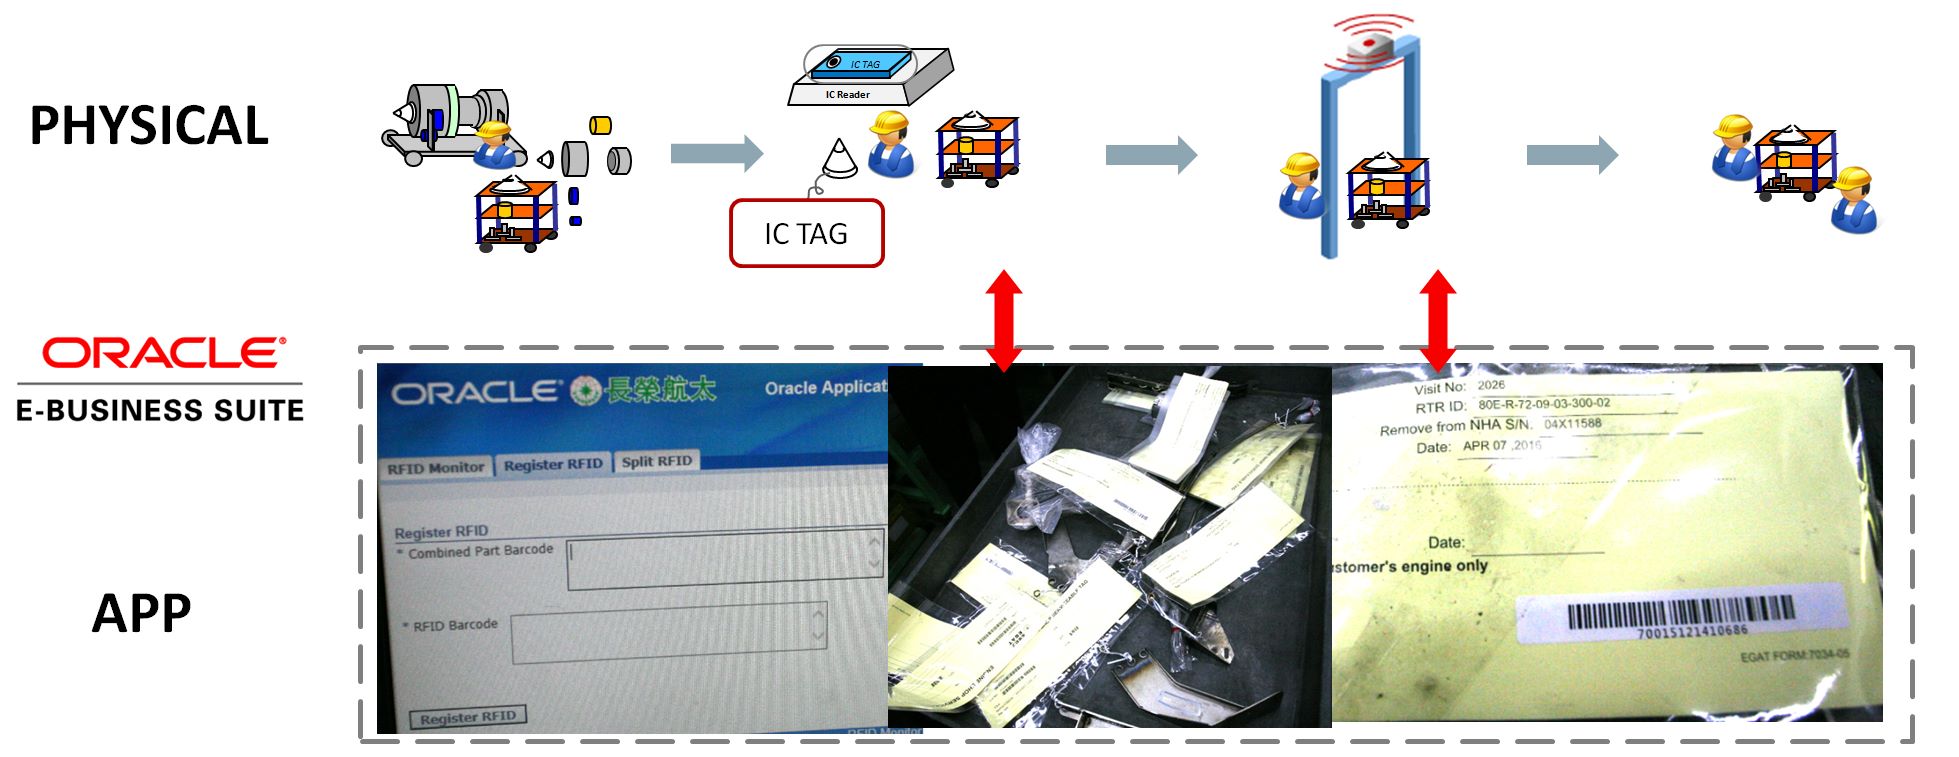 PHYSICAL
IC TAG
IC Reader
IC TAG
ORACLE®
E-BUSINESS SUITE
APP
ORACLE® 長榮航太 Oracle Applicat
RFID Monitor Register RFID Split RFID
Register RFID
* Combined Part Barcode
* RFID Barcode
Register RFID
RFID Monitor
Visit No: 2026
RTR ID: 80E-R-72-09-03-300-02
Remove from NHA S/N. 04X11588
Date: APR 07 ,2016
Date:
stomer's engine only
70015121410686
EGAT FORM:7034-05